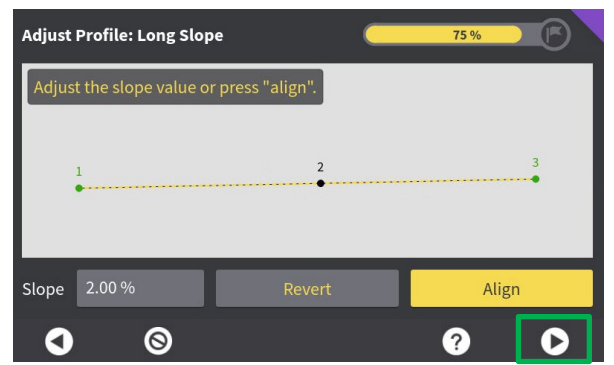 Adjust Profile: Long Slope
75 %
Adjust the slope value or press "align".
1
2
3
Slope 2.00 % Revert Align
?